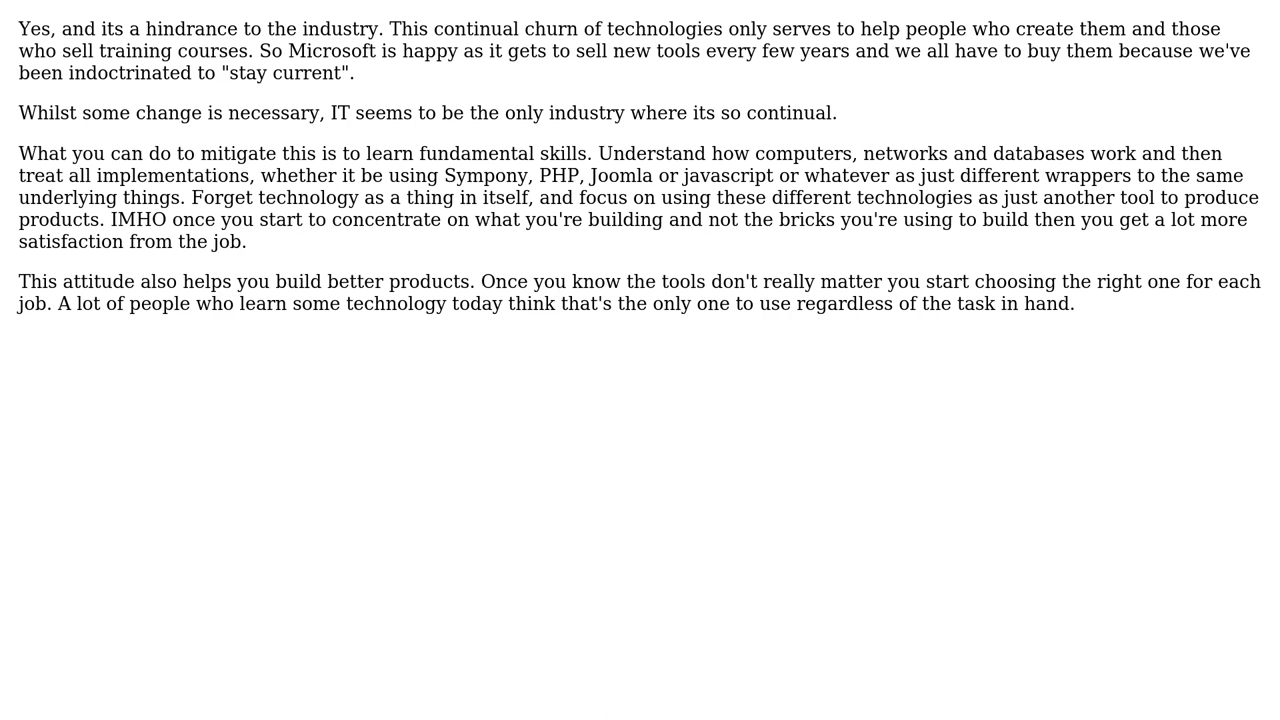 Yes, and its a hindrance to the industry. This continual churn of technologies only serves to help people who create them and those
who sell training courses. So Microsoft is happy as it gets to sell new tools every few years and we all have to buy them because we've
been indoctrinated to "stay current".
Whilst some change is necessary, IT seems to be the only industry where its so continual.
What you can do to mitigate this is to learn fundamental skills. Understand how computers, networks and databases work and then
treat all implementations, whether it be using Sympony, PHP, Joomla or javascript or whatever as just different wrappers to the same
underlying things. Forget technology as a thing in itself, and focus on using these different technologies as just another tool to produce
products. IMHO once you start to concentrate on what you're building and not the bricks you're using to build then you get a lot more
satisfaction from the job.
This attitude also helps you build better products. Once you know the tools don't really matter you start choosing the right one for each
job. A lot of people who learn some technology today think that's the only one to use regardless of the task in hand.